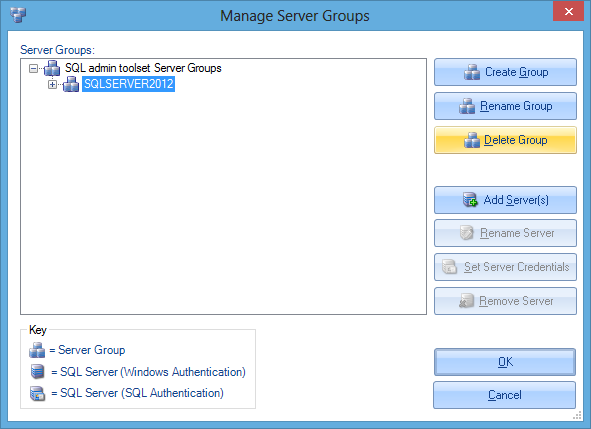 Manage Server Groups
Server Groups:
SQL admin toolset Server Groups
SQLSERVER2012
Create Group
Rename Group
Delete Group
Add Server(s)
Rename Server
Set Server Credentials
Remove Server
Key
= Server Group
= SQL Server (Windows Authentication)
= SQL Server (SQL Authentication)
OK
Cancel